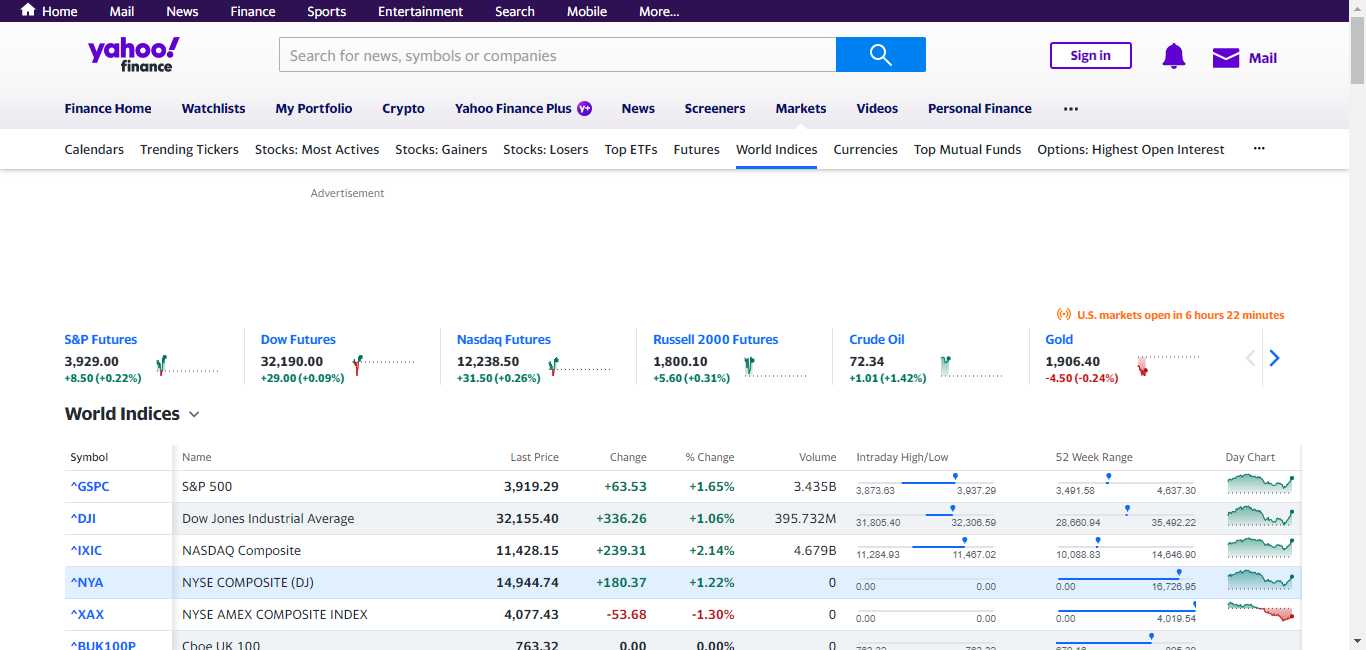 Home Mail News Finance Sports Entertainment Search Mobile More...
yahoo! finance
Search for news, symbols or companies
Sign in
Mail
Finance Home Watchlists My Portfolio Crypto Yahoo Finance Plus Y+ News Screeners Markets Videos Personal Finance ...
Calendars Trending Tickers Stocks: Most Actives Stocks: Gainers Stocks: Losers Top ETFs Futures World Indices Currencies Top Mutual Funds Options: Highest Open Interest ...
Advertisement
U.S. markets open in 6 hours 22 minutes
S&P Futures Dow Futures Nasdaq Futures Russell 2000 Futures Crude Oil Gold
3,929.00 32,190.00 12,238.50 1,800.10 72.34 1,906.40
+8.50 (+0.22%) +29.00 (+0.09%) +31.50 (+0.26%) +5.60 (+0.31%) +1.01 (+1.42%) -4.50 (-0.24%)
World Indices
Symbol Name Last Price Change % Change Volume Intraday High/Low 52 Week Range Day Chart
^GSPC S&P 500 3,919.29 +63.53 +1.65% 3.435B 3,873.63 3,937.29 3,491.58 4,637.30
^DJI Dow Jones Industrial Average 32,155.40 +336.26 +1.06% 395.732M 31,805.40 32,306.59 28,660.94 35,492.22
^IXIC NASDAQ Composite 11,428.15 +239.31 +2.14% 4.679B 11,284.93 11,467.02 10,088.83 14,646.90
^NYA NYSE COMPOSITE (DJ) 14,944.74 +180.37 +1.22% 0 0.00 0.00 0.00 16,726.95
^XAX NYSE AMEX COMPOSITE INDEX 4,077.43 -53.68 -1.30% 0 0.00 0.00 0.00 4,019.54
^BUK100P Cboe UK 100 763.32 0.00 0.00% 0